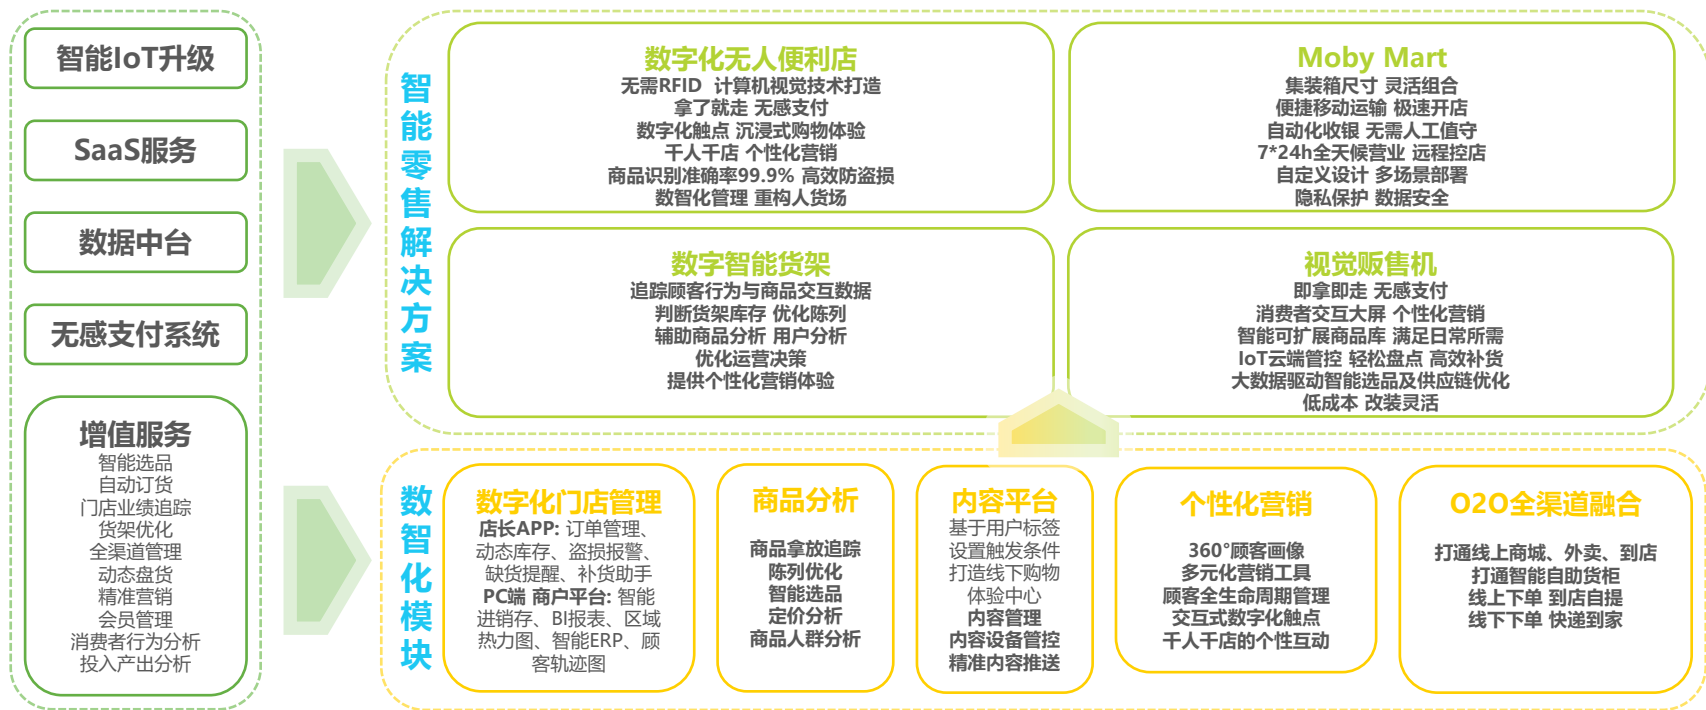 智能IoT升级
SaaS服务
数据中台
无感支付系统
增值服务
智能选品
自动订货
门店业绩追踪
货架优化
全渠道管理
动态盘货
精准营销
会员管理
消费者行为分析
投入产出分析
智能零售解决方案
数字化无人便利店
无需RFID 计算机视觉技术打造
拿了就走 无感支付
数字化触点 沉浸式购物体验
千人千店 个性化营销
商品识别准确率99.9% 高效防盗损
数智化管理 重构人货场
Moby Mart
集装箱尺寸 灵活组合
便捷移动运输 极速开店
自动化收银 无需人工值守
7*24h全天候营业 远程控店
自定义设计 多场景部署
隐私保护 数据安全
数字智能货架
追踪顾客行为与商品交互数据
判断货架库存 优化陈列
辅助商品分析 用户分析
优化运营决策
提供个性化营销体验
视觉贩售机
即拿即走 无感支付
消费者交互大屏 个性化营销
智能可扩展商品库 满足日常所需
IoT云端管控 轻松盘点 高效补货
大数据驱动智能选品及供应链优化
低成本 改装灵活
数智化模块
数字化门店管理
店长APP: 订单管理、
动态库存、盗损报警、
缺货提醒、补货助手
PC端 商户平台: 智能
进销存、BI报表、区域
热力图、智能ERP、顾
客轨迹图
商品分析
商品拿放追踪
陈列优化
智能选品
定价分析
商品人群分析
内容平台
基于用户标签
设置触发条件
打造线下购物
体验中心
内容管理
内容设备管控
精准内容推送
个性化营销
360°顾客画像
多元化营销工具
顾客全生命周期管理
交互式数字化触点
千人千店的个性互动
O2O全渠道融合
打通线上商城、外卖、到店
打通智能自助货柜
线上下单 到店自提
线下下单 快递到家